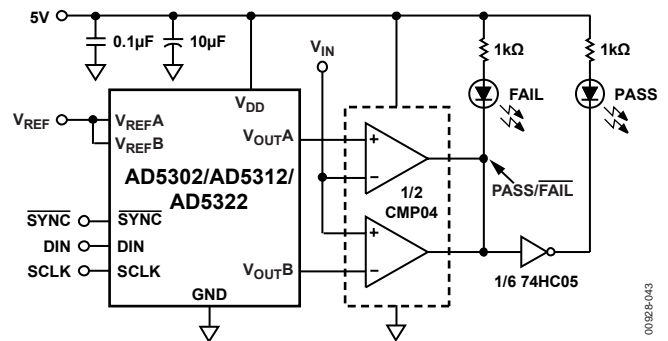 5V
0.1µF
10µF
VIN
1kΩ
1kΩ
FAIL
PASS
VDD
VREF
VREFA
VREFB
VOUTA
AD5302/AD5312/
AD5322
+
−
1/2
CMP04
PASS/FAIL
SYNC
SYNC
DIN
DIN
SCLK
SCLK
VOUTB
+
−
GND
1/6 74HC05
00928-043